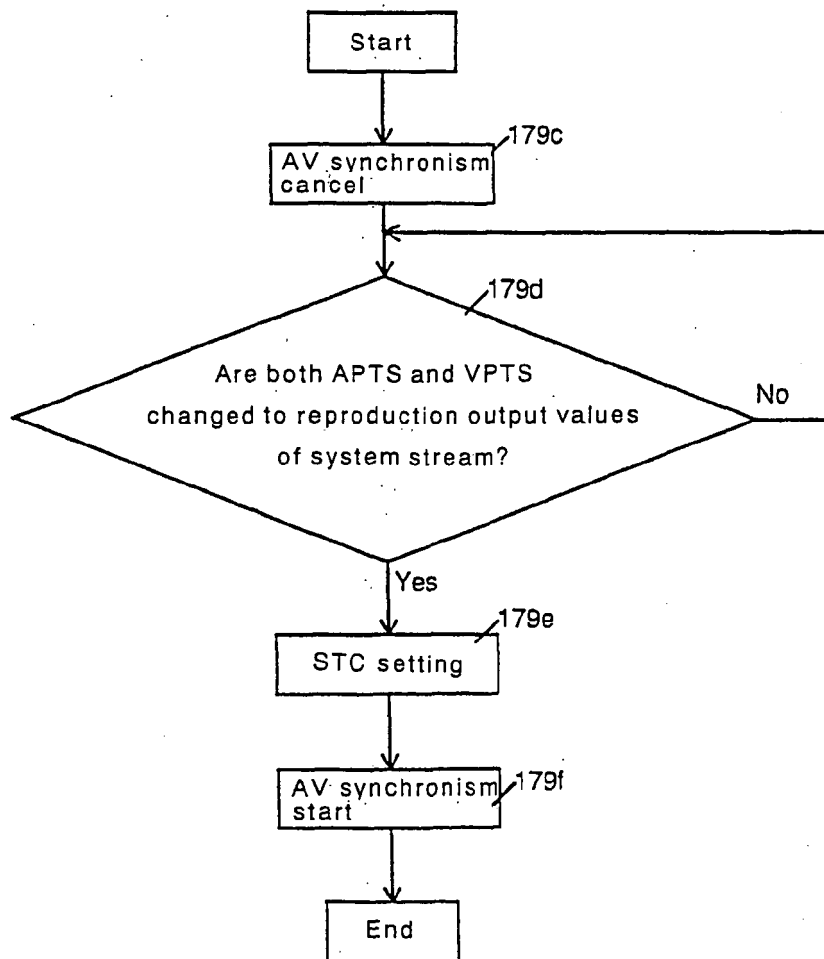 Start
179c
AV synchronism
cancel
179d
Are both APTS and VPTS
changed to reproduction output values
of system stream?
No
Yes
179e
STC setting
179f
AV synchronism
start
End